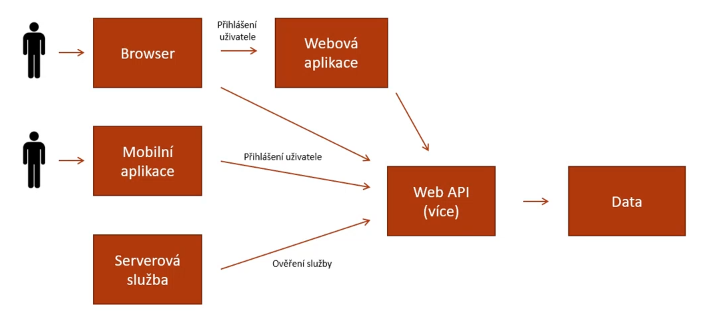 Přihlášení
uživatele
Browser
Webová
aplikace
Mobilní
aplikace
Přihlášení uživatele
Web API
(více)
Data
Serverová
služba
Ověření služby